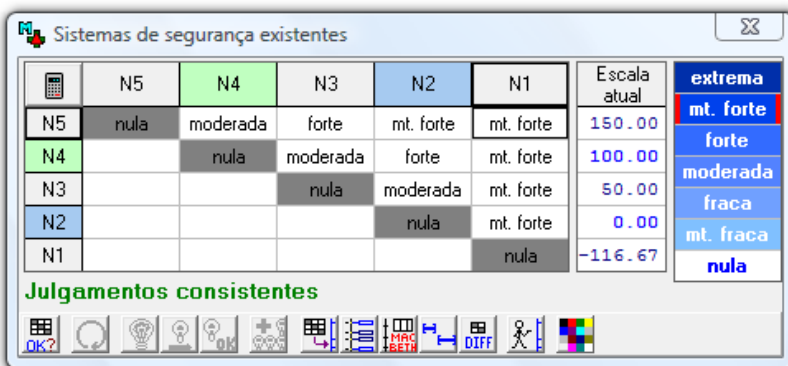 Sistemas de segurança existentes
N5 N4 N3 N2 N1 Escala atual extrema
N5 nula moderada forte mt. forte mt. forte 150.00 mt. forte
N4 nula moderada forte mt. forte 100.00 forte
N3 nula moderada mt. forte 50.00 moderada
N2 nula mt. forte 0.00 fraca
N1 nula -116.67 mt. fraca
nula
Julgamentos consistentes
OK? OK MAC BETH DIFF